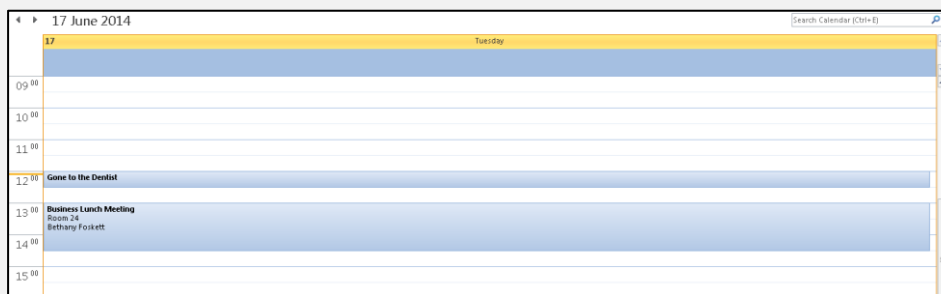 17 June 2014
Search Calendar (Ctrl+E)
17 Tuesday
09 00
10 00
11 00
12 00 Gone to the Dentist
13 00 Business Lunch Meeting
Room 24
Bethany Foskett
14 00
15 00